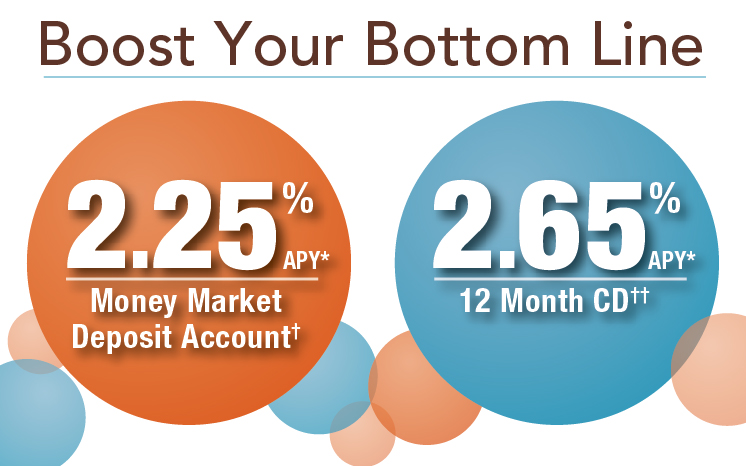 Boost Your Bottom Line
2.25%
APY*
Money Market
Deposit Account†
2.65%
APY*
12 Month CD††